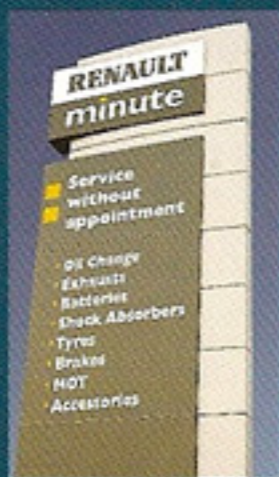 RENAULT
minute
Service
without
appointment
Oil Change
Exhausts
Batteries
Shock Absorbers
Tyres
Brakes
MOT
Accessories